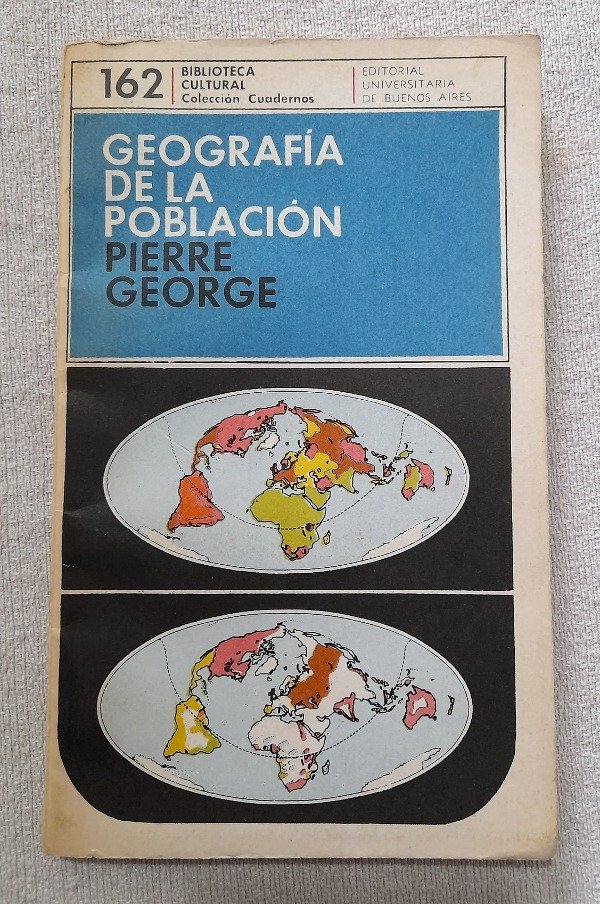 162
BIBLIOTECA
CULTURAL
Colección Cuadernos
EDITORIAL
UNIVERSITARIA
DE BUENOS AIRES
GEOGRAFÍA
DE LA
POBLACIÓN
PIERRE
GEORGE